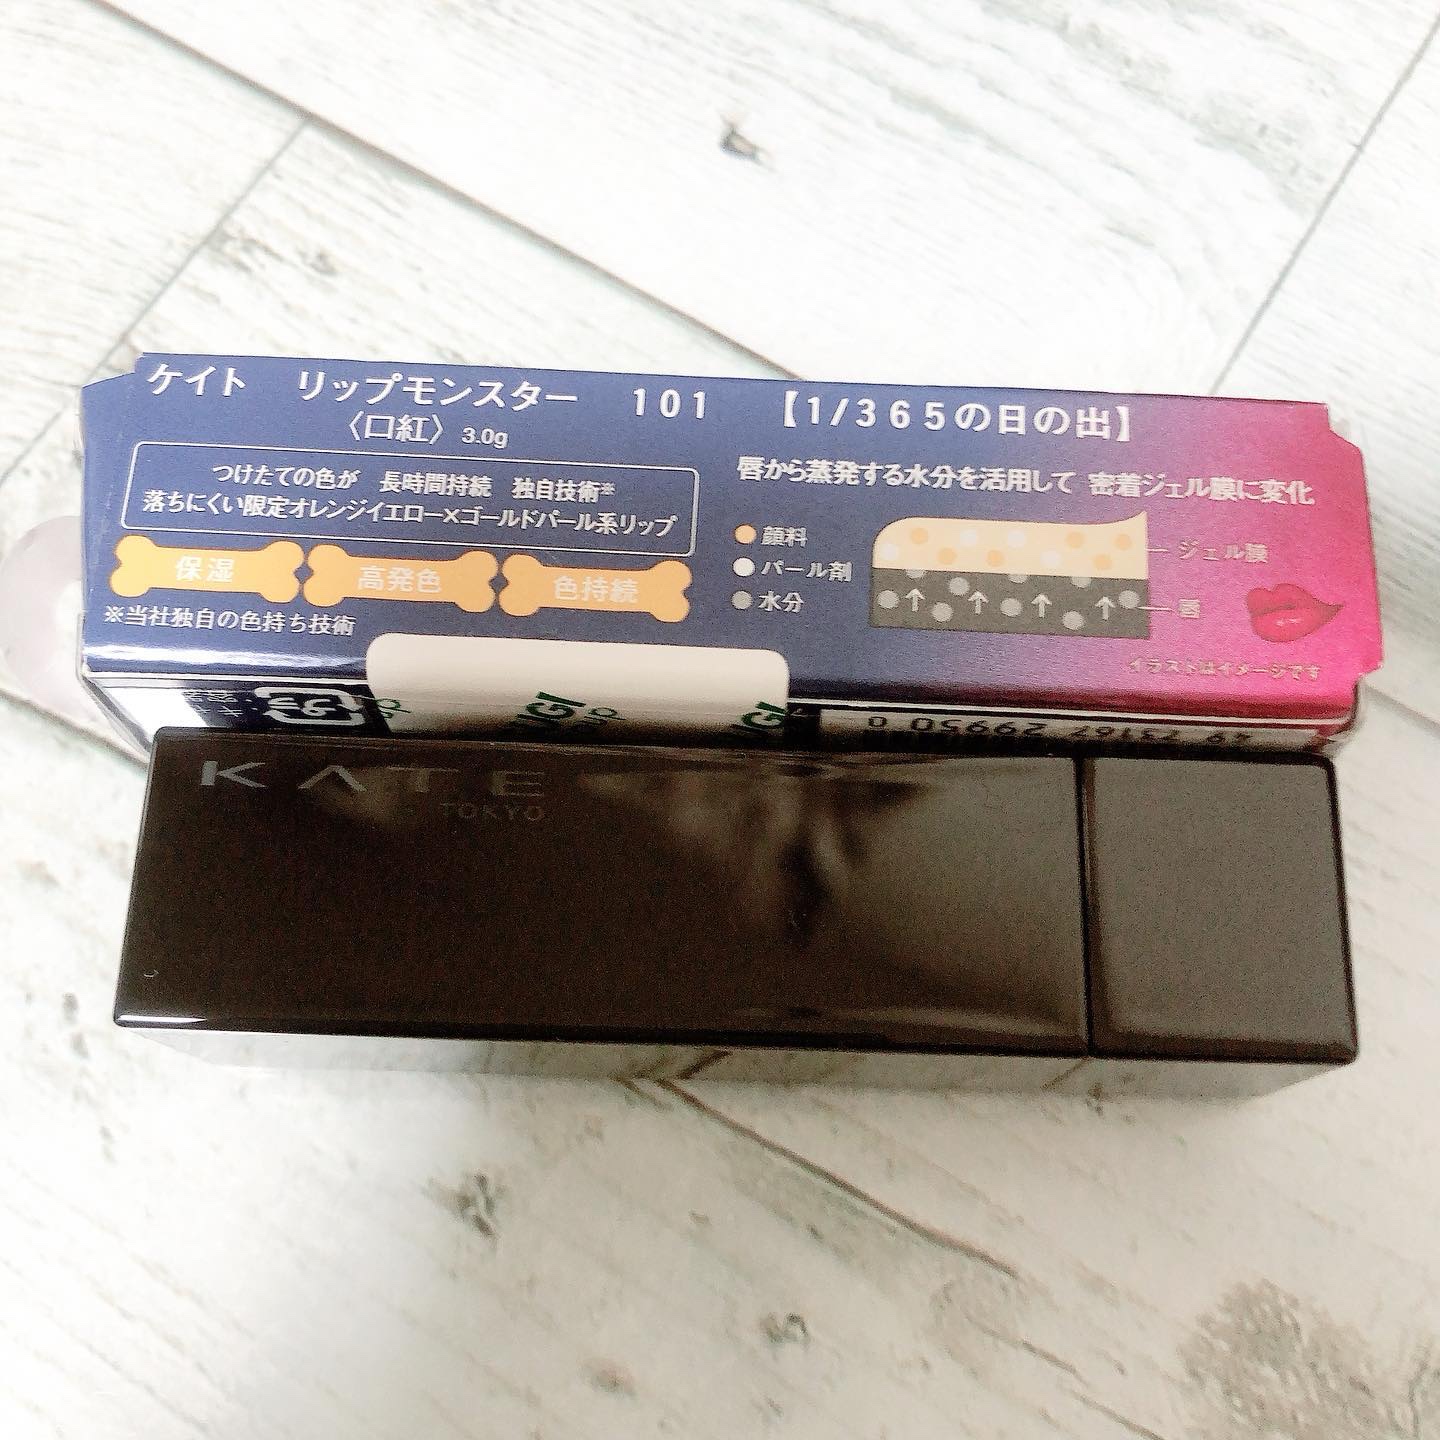 ケイト リップモンスター 101 【1/365の日の出】
〈口紅〉 3.0g
つけたての色が 長時間持続 独自技術※
落ちにくい限定オレンジイエロー×ゴールドパール系リップ
保湿 高発色 色持続
※当社独自の色持ち技術
唇から蒸発する水分を活用して 密着ジェル膜に変化
顔料
パール剤
水分
ジェル膜
唇
イラストはイメージです
49 73167 29950 0
KATE
TOKYO